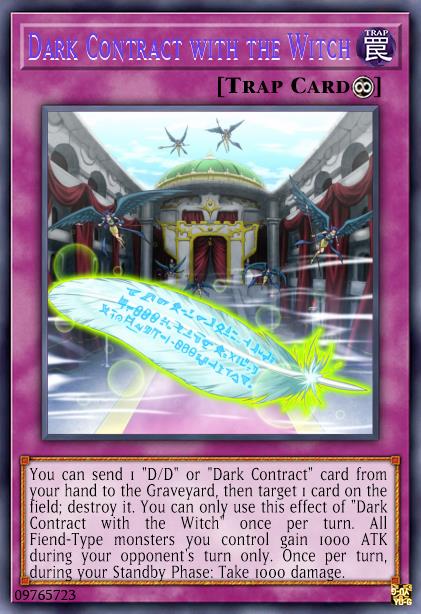 DARK CONTRACT WITH THE WITCH
TRAP
罠
[TRAP CARD]
You can send 1 "D/D" or "Dark Contract" card from
your hand to the Graveyard, then target 1 card on the
field; destroy it. You can only use this effect of "Dark
Contract with the Witch" once per turn. All
Fiend-Type monsters you control gain 1000 ATK
during your opponent's turn only. Once per turn,
during your Standby Phase: Take 1000 damage.
09765723